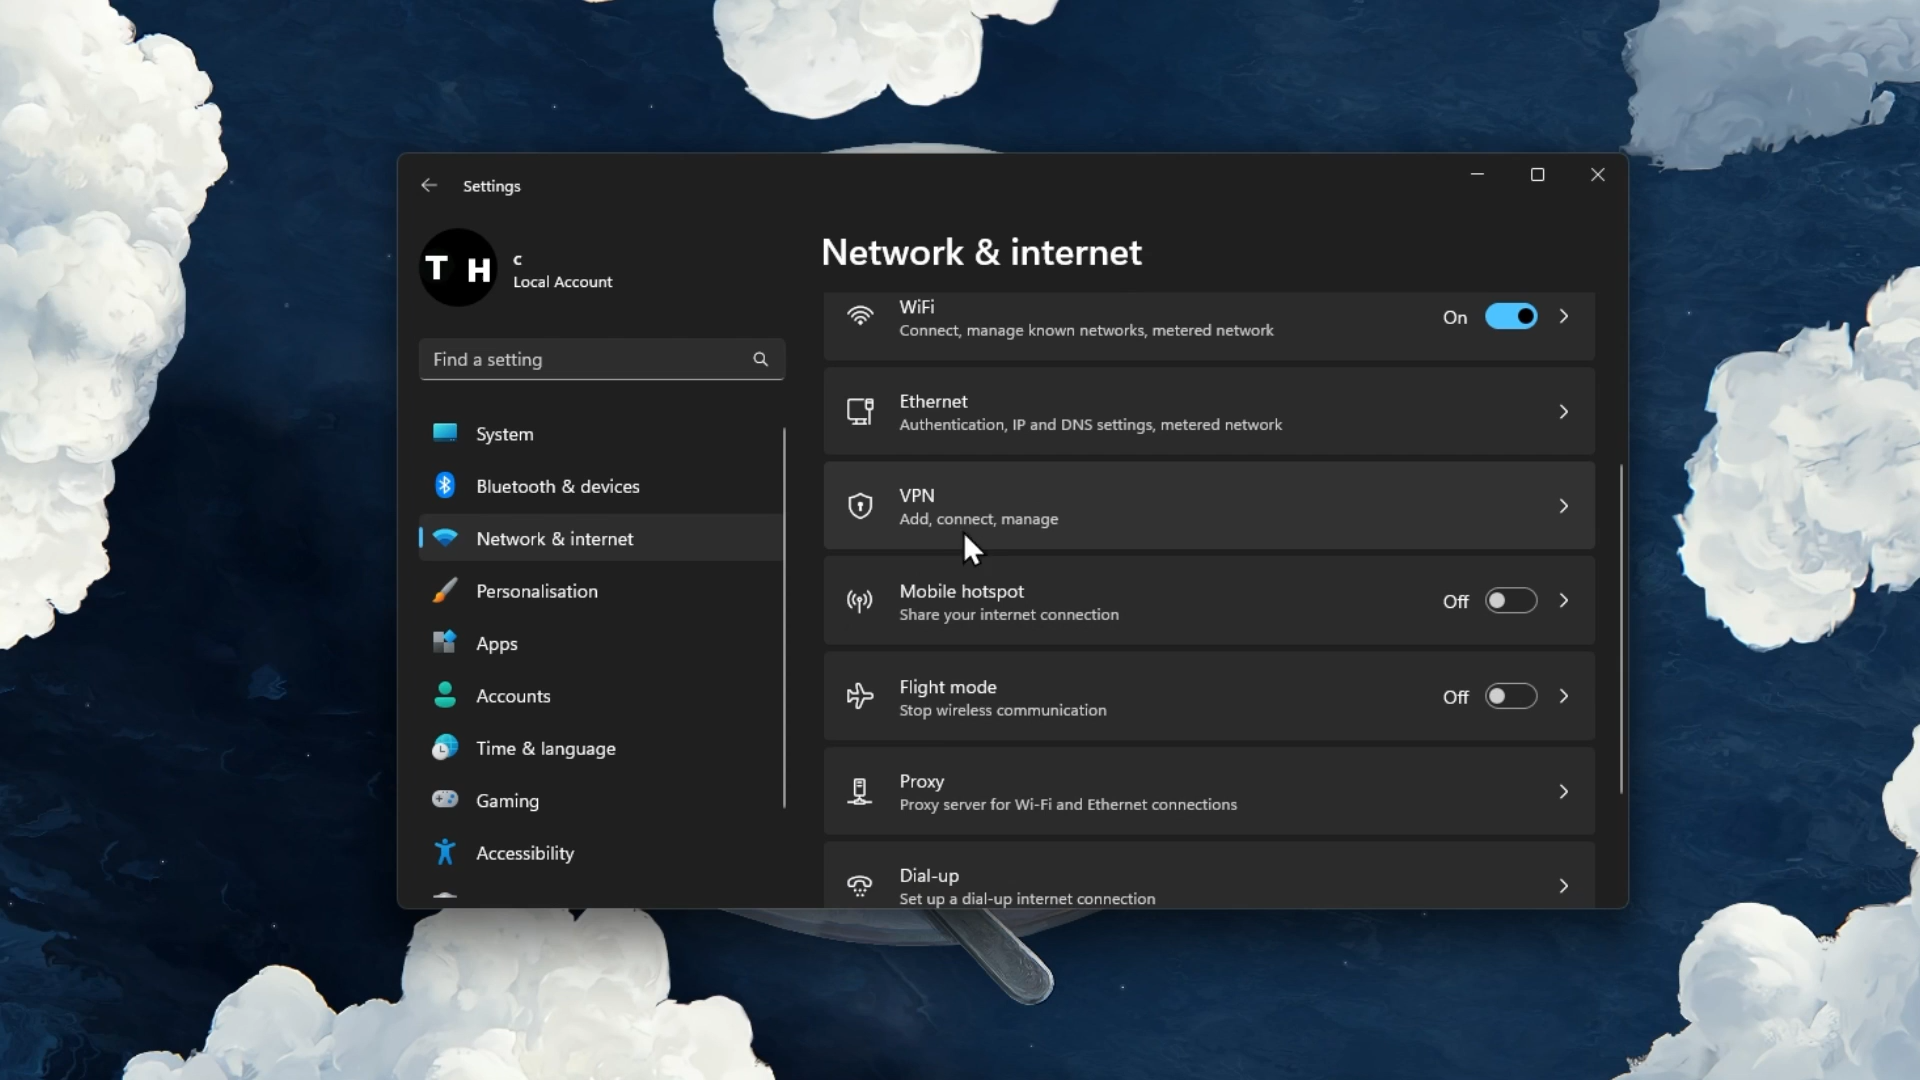 Settings
T H
c
Local Account
Find a setting
System
Bluetooth & devices
Network & internet
Personalisation
Apps
Accounts
Time & language
Gaming
Accessibility
Network & internet
WiFi
Connect, manage known networks, metered network
On
Ethernet
Authentication, IP and DNS settings, metered network
VPN
Add, connect, manage
Mobile hotspot
Share your internet connection
Off
Flight mode
Stop wireless communication
Off
Proxy
Proxy server for Wi-Fi and Ethernet connections
Dial-up
Set up a dial-up internet connection